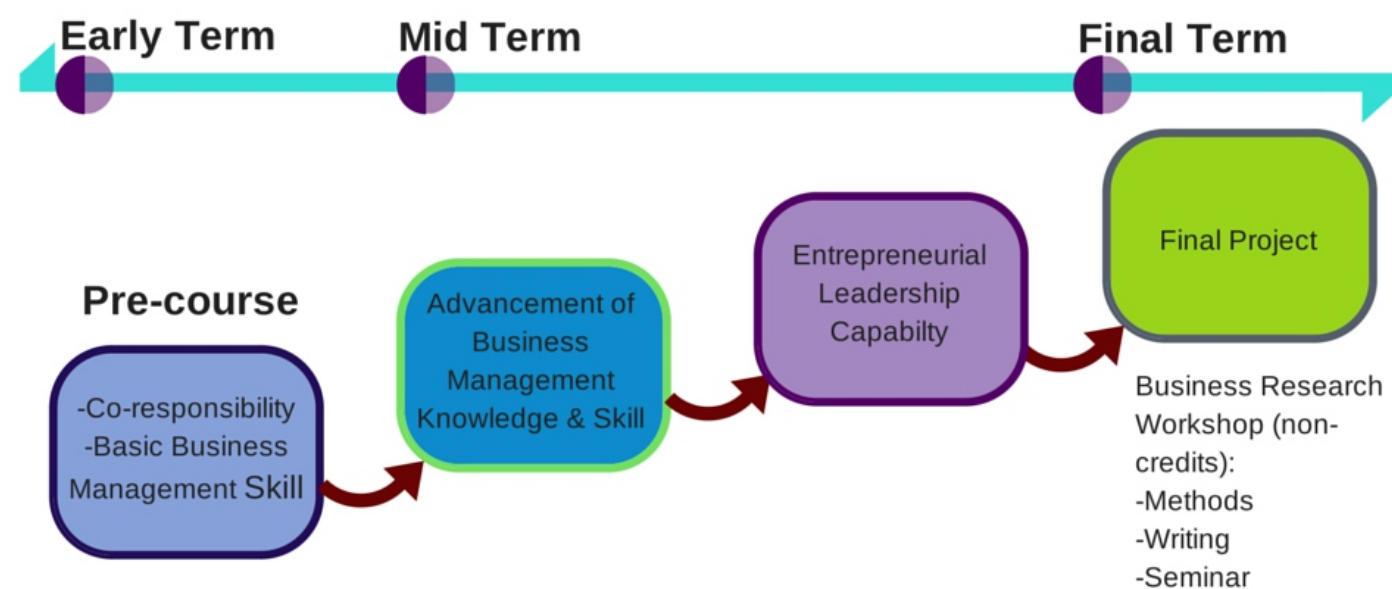 Early Term
Mid Term
Final Term
Pre-course
-Co-responsibility
-Basic Business
Management Skill
Advancement of
Business
Management
Knowledge & Skill
Entrepreneurial
Leadership
Capabilty
Final Project
Business Research
Workshop (non-
credits):
-Methods
-Writing
-Seminar